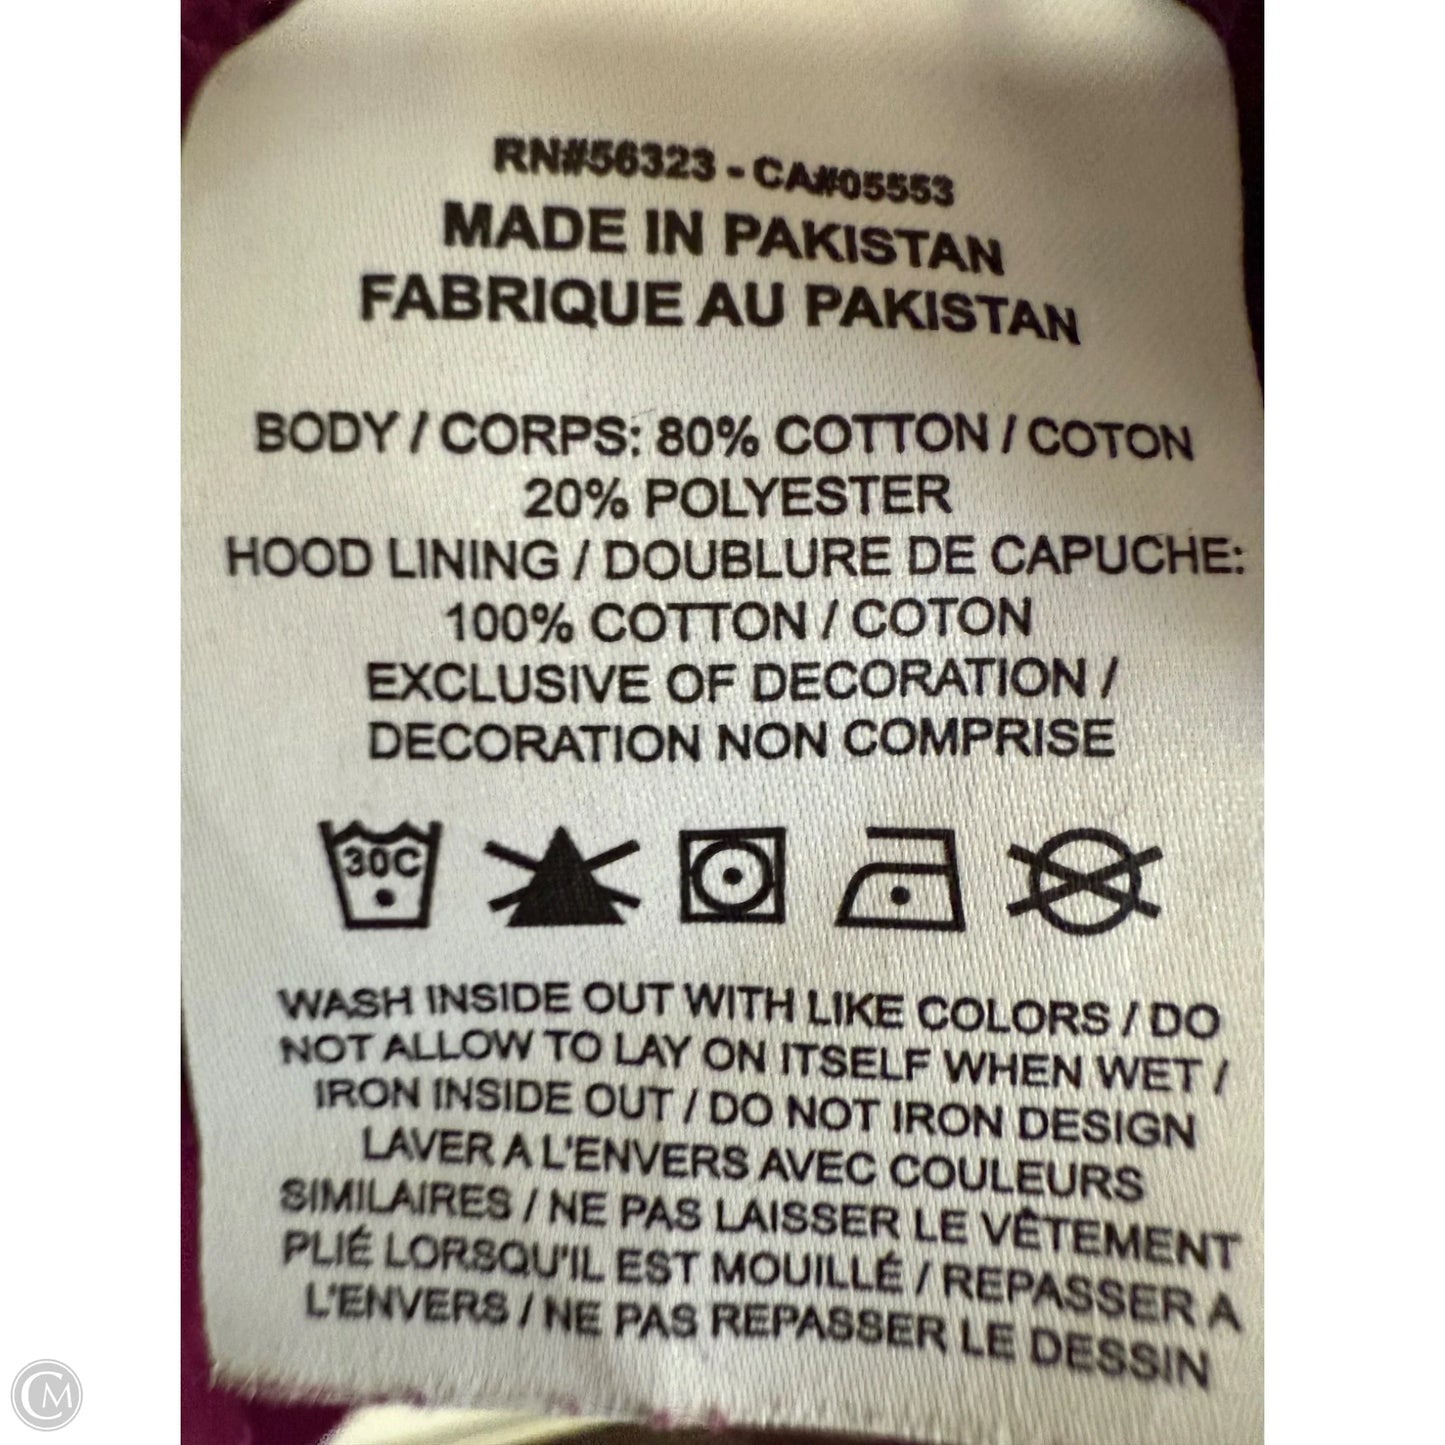 RN#56323 - CA#05553
MADE IN PAKISTAN
FABRIQUE AU PAKISTAN
BODY / CORPS: 80% COTTON / COTON
20% POLYESTER
HOOD LINING / DOUBLURE DE CAPUCHE:
100% COTTON / COTON
EXCLUSIVE OF DECORATION /
DECORATION NON COMPRISE
30C
WASH INSIDE OUT WITH LIKE COLORS / DO
NOT ALLOW TO LAY ON ITSELF WHEN WET /
IRON INSIDE OUT / DO NOT IRON DESIGN
LAVER A L'ENVERS AVEC COULEURS
SIMILAIRES / NE PAS LAISSER LE VÊTEMENT
PLIÉ LORSQU'IL EST MOUILLÉ / REPASSER A
L'ENVERS / NE PAS REPASSER LE DESSIN
CM